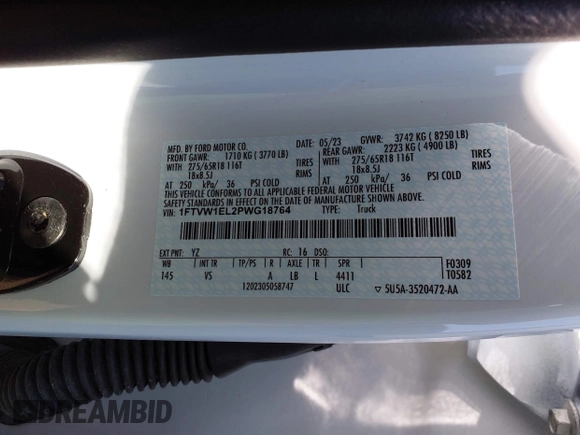 MFD. BY FORD MOTOR CO.
DATE: 05/23 GVWR: 3742 KG ( 8250 LB)
FRONT GAWR: 1710 KG ( 3770 LB) REAR GAWR: 2223 KG ( 4900 LB)
WITH 275/65R18 116T TIRES WITH 275/65R18 116T TIRES
18x8.5J RIMS 18x8.5J RIMS
AT 250 kPa/ 36 PSI COLD AT 250 kPa/ 36 PSI COLD
THIS VEHICLE CONFORMS TO ALL APPLICABLE FEDERAL MOTOR VEHICLE
SAFETY STANDARDS IN EFFECT ON THE DATE OF MANUFACTURE SHOWN ABOVE.
VIN: 1FTVW1EL2PWG18764 TYPE: Truck
EXT PNT: YZ RC: 16 DSO:
WB INT TR TP/PS R AXLE TR SPR F0309
145 VS A LB L 4411 T0582
1202305058747 ULC ▽ 5U5A-3520472-AA
DREAMBID